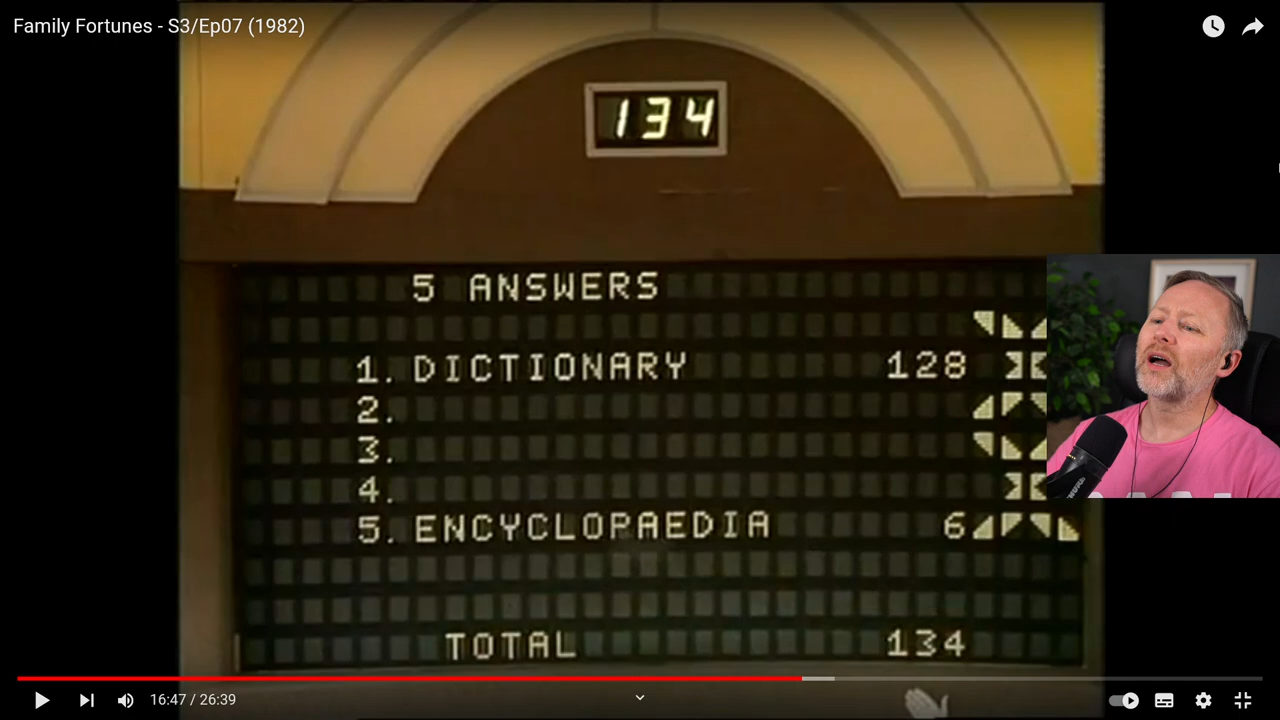 Family Fortunes - S3/Ep07 (1982)
134
5 ANSWERS
1. DICTIONARY 128
2.
3.
4.
5. ENCYCLOPAEDIA 6
TOTAL 134
16:47 / 26:39